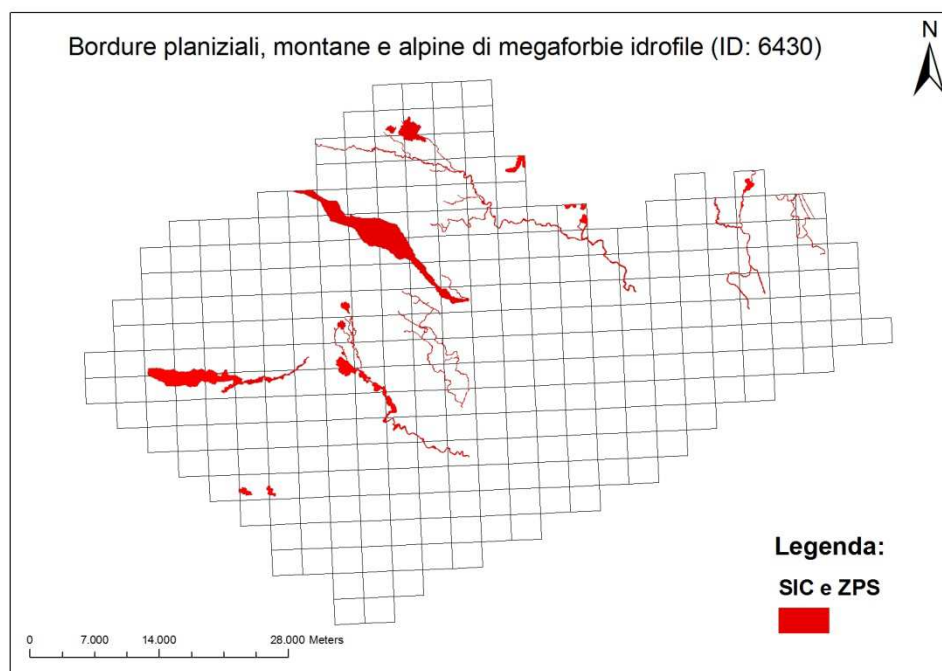 Bordure planiziali, montane e alpine di megaforbie idrofile (ID: 6430)
N
Legenda:
SIC e ZPS
0 7.000 14.000 28.000 Meters